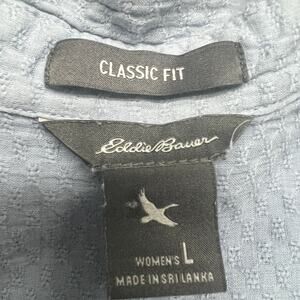 CLASSIC FIT
Eddie Bauer
WOMEN'S L
MADE IN SRI LANKA